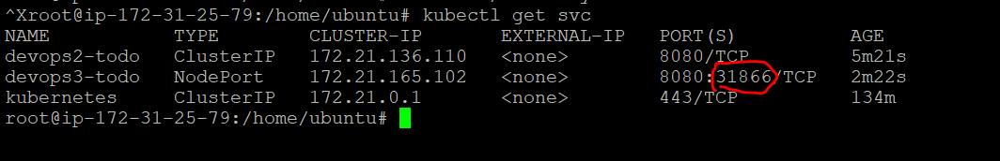 ^Xroot@ip-172-31-25-79:/home/ubuntu# kubectl get svc
NAME TYPE CLUSTER-IP EXTERNAL-IP PORT(S) AGE
devops2-todo ClusterIP 172.21.136.110 <none> 8080/TCP 5m21s
devops3-todo NodePort 172.21.165.102 <none> 8080:31866/TCP 2m22s
kubernetes ClusterIP 172.21.0.1 <none> 443/TCP 134m
root@ip-172-31-25-79:/home/ubuntu#